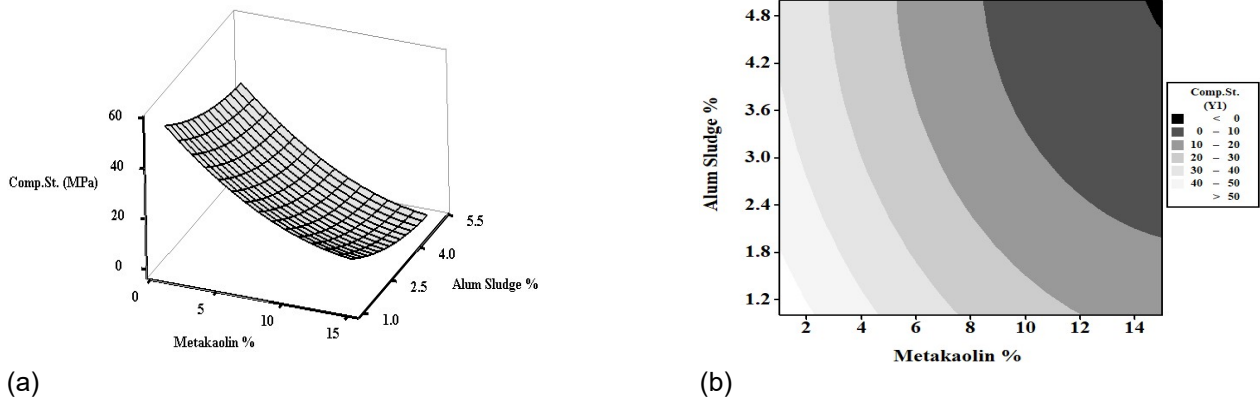 60
40
20
0
Comp.St. (MPa)
0
5
10
15
Metakaolin %
1.0
2.5
4.0
5.5
Alum Sludge %
(a)
4.8
4.2
3.6
3.0
2.4
1.8
1.2
Alum Sludge %
2 4 6 8 10 12 14
Metakaolin %
Comp.St.
(Y1)
< 0
0 – 10
10 – 20
20 – 30
30 – 40
40 – 50
> 50
(b)